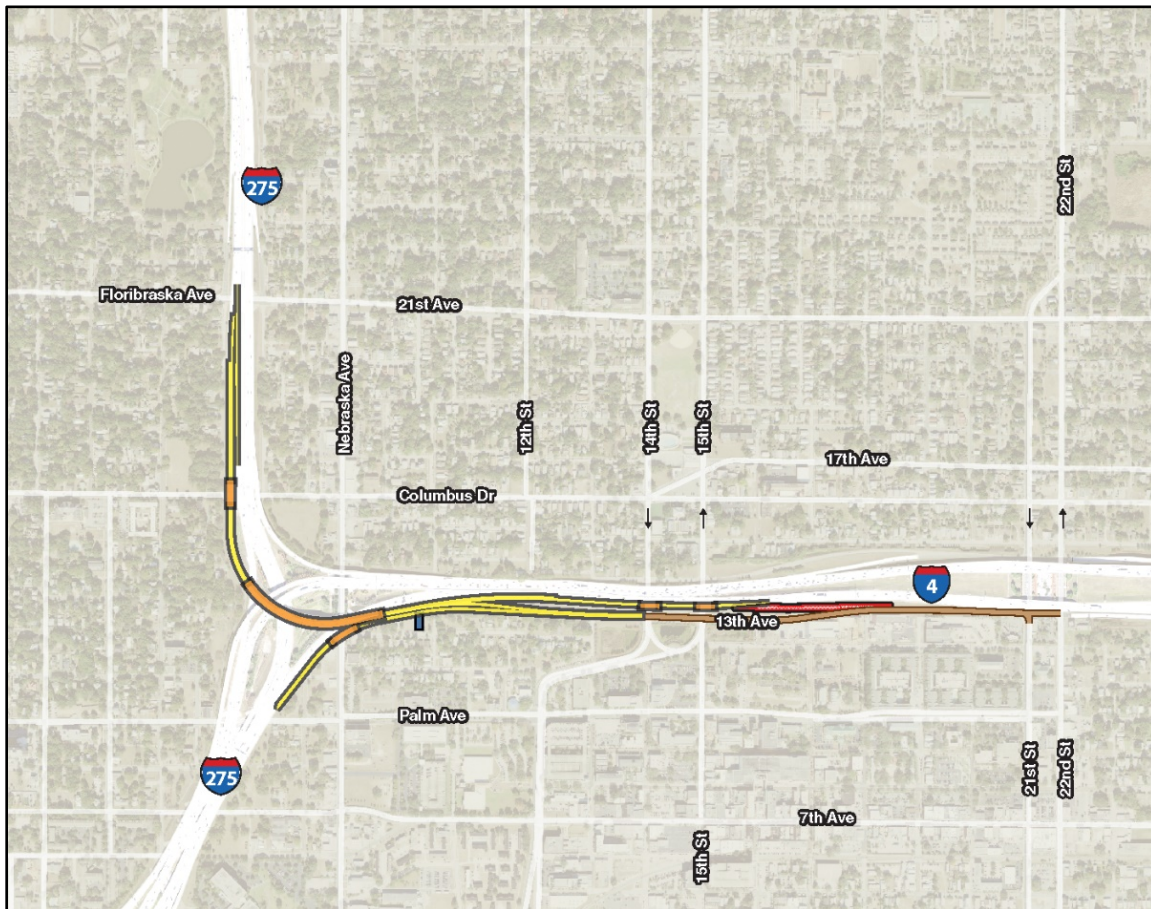 275
22nd St
Floribraska Ave
21st Ave
Nebraska Ave
12th St
14th St
15th St
17th Ave
Columbus Dr
4
13th Ave
Palm Ave
275
21st St
22nd St
7th Ave
15th St